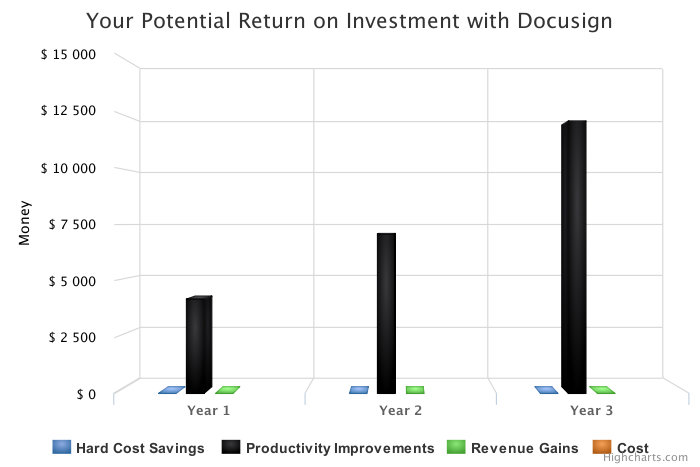 Your Potential Return on Investment with Docusign
$ 15 000
$ 12 500
$ 10 000
$ 7 500
$ 5 000
$ 2 500
$ 0
Money
Year 1
Year 2
Year 3
Hard Cost Savings
Productivity Improvements
Revenue Gains
Cost
Highcharts.com